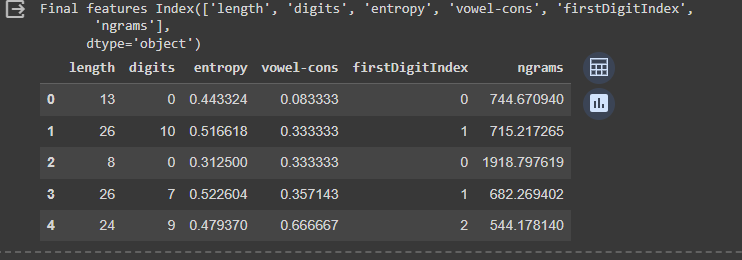 Final features Index(['length', 'digits', 'entropy', 'vowel-cons', 'firstDigitIndex',
'ngrams'],
dtype='object')
length digits entropy vowel-cons firstDigitIndex ngrams
0 13 0 0.443324 0.083333 0 744.670940
1 26 10 0.516618 0.333333 1 715.217265
2 8 0 0.312500 0.333333 0 1918.797619
3 26 7 0.522604 0.357143 1 682.269402
4 24 9 0.479370 0.666667 2 544.178140